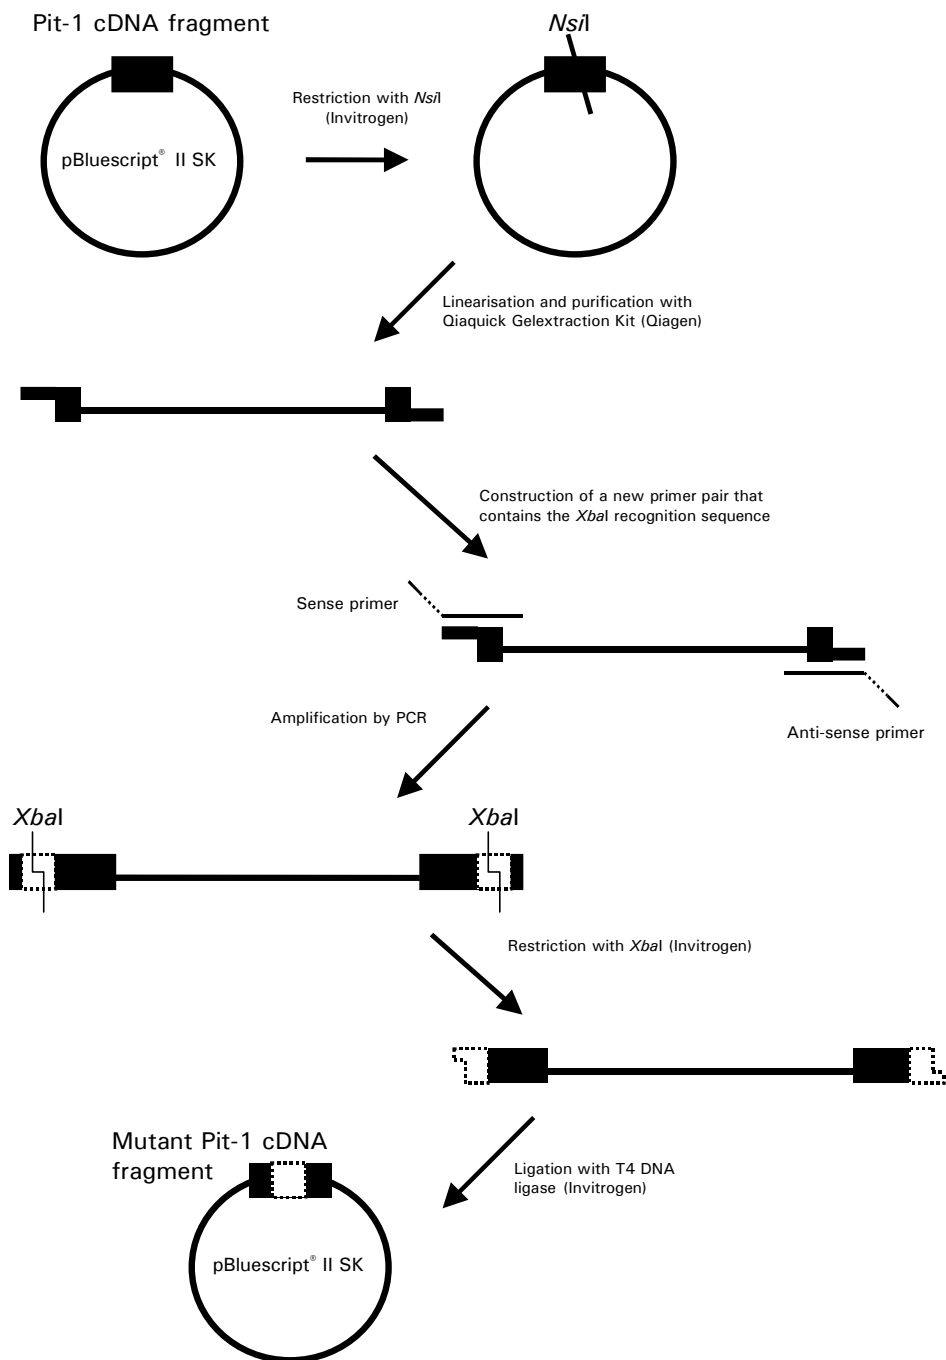 Pit-1 cDNA fragment
NsiI
Restriction with NsiI
(Invitrogen)
pBluescript® II SK
Linearisation and purification with
Qiaquick Gelextraction Kit (Qiagen)
Construction of a new primer pair that
contains the XbaI recognition sequence
Sense primer
Amplification by PCR
Anti-sense primer
XbaI
XbaI
Restriction with XbaI (Invitrogen)
Mutant Pit-1 cDNA
fragment
Ligation with T4 DNA
ligase (Invitrogen)
pBluescript® II SK